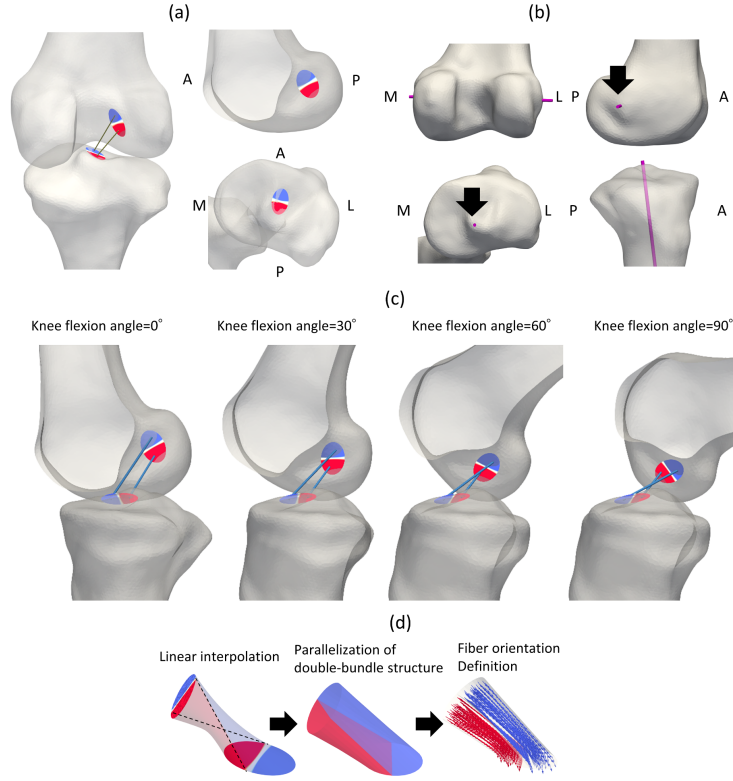 (a)
A
P
A
M
L
P
(b)
M
L
P
A
M
L
P
A
(c)
Knee flexion angle=0°
Knee flexion angle=30°
Knee flexion angle=60°
Knee flexion angle=90°
(d)
Linear interpolation
Parallelization of
double-bundle structure
Fiber orientation
Definition